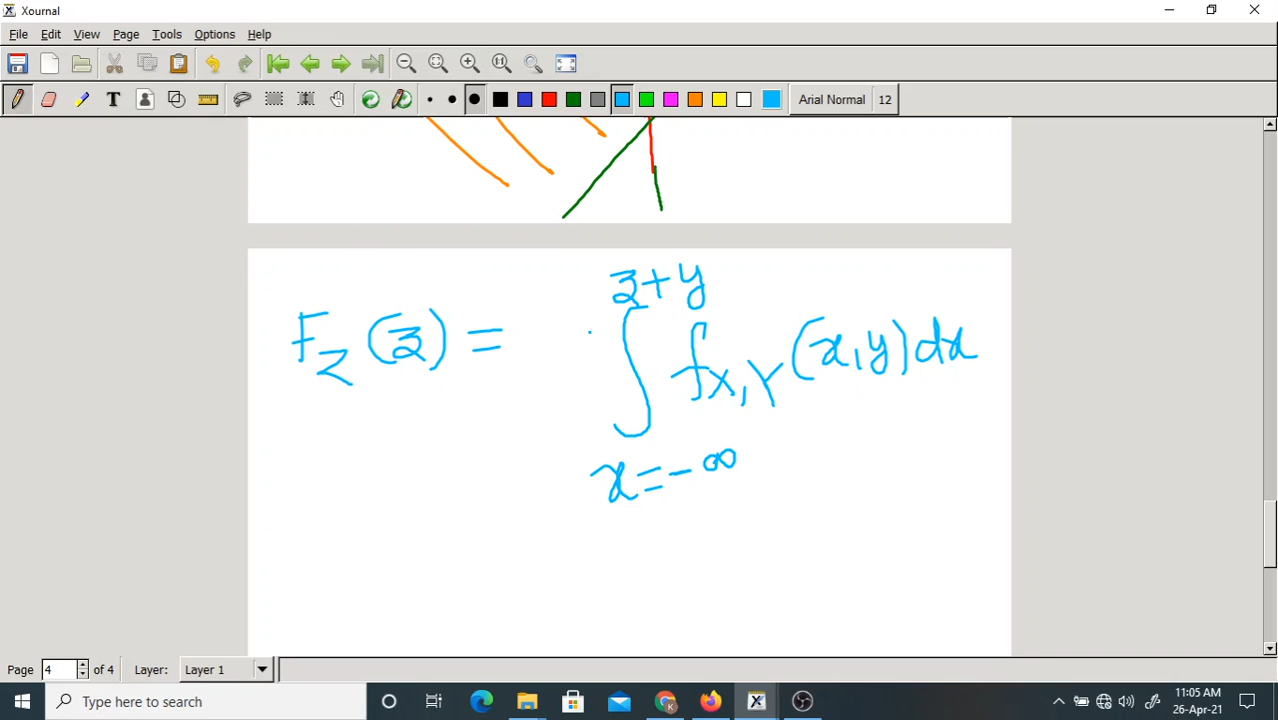 Xournal
File Edit View Page Tools Options Help
Arial Normal 12
z+y
F_Z(z) = ∫ f_{X,Y}(x,y)dx
x=-∞
Page 4 of 4 Layer: Layer 1
Type here to search
11:05 AM
26-Apr-21